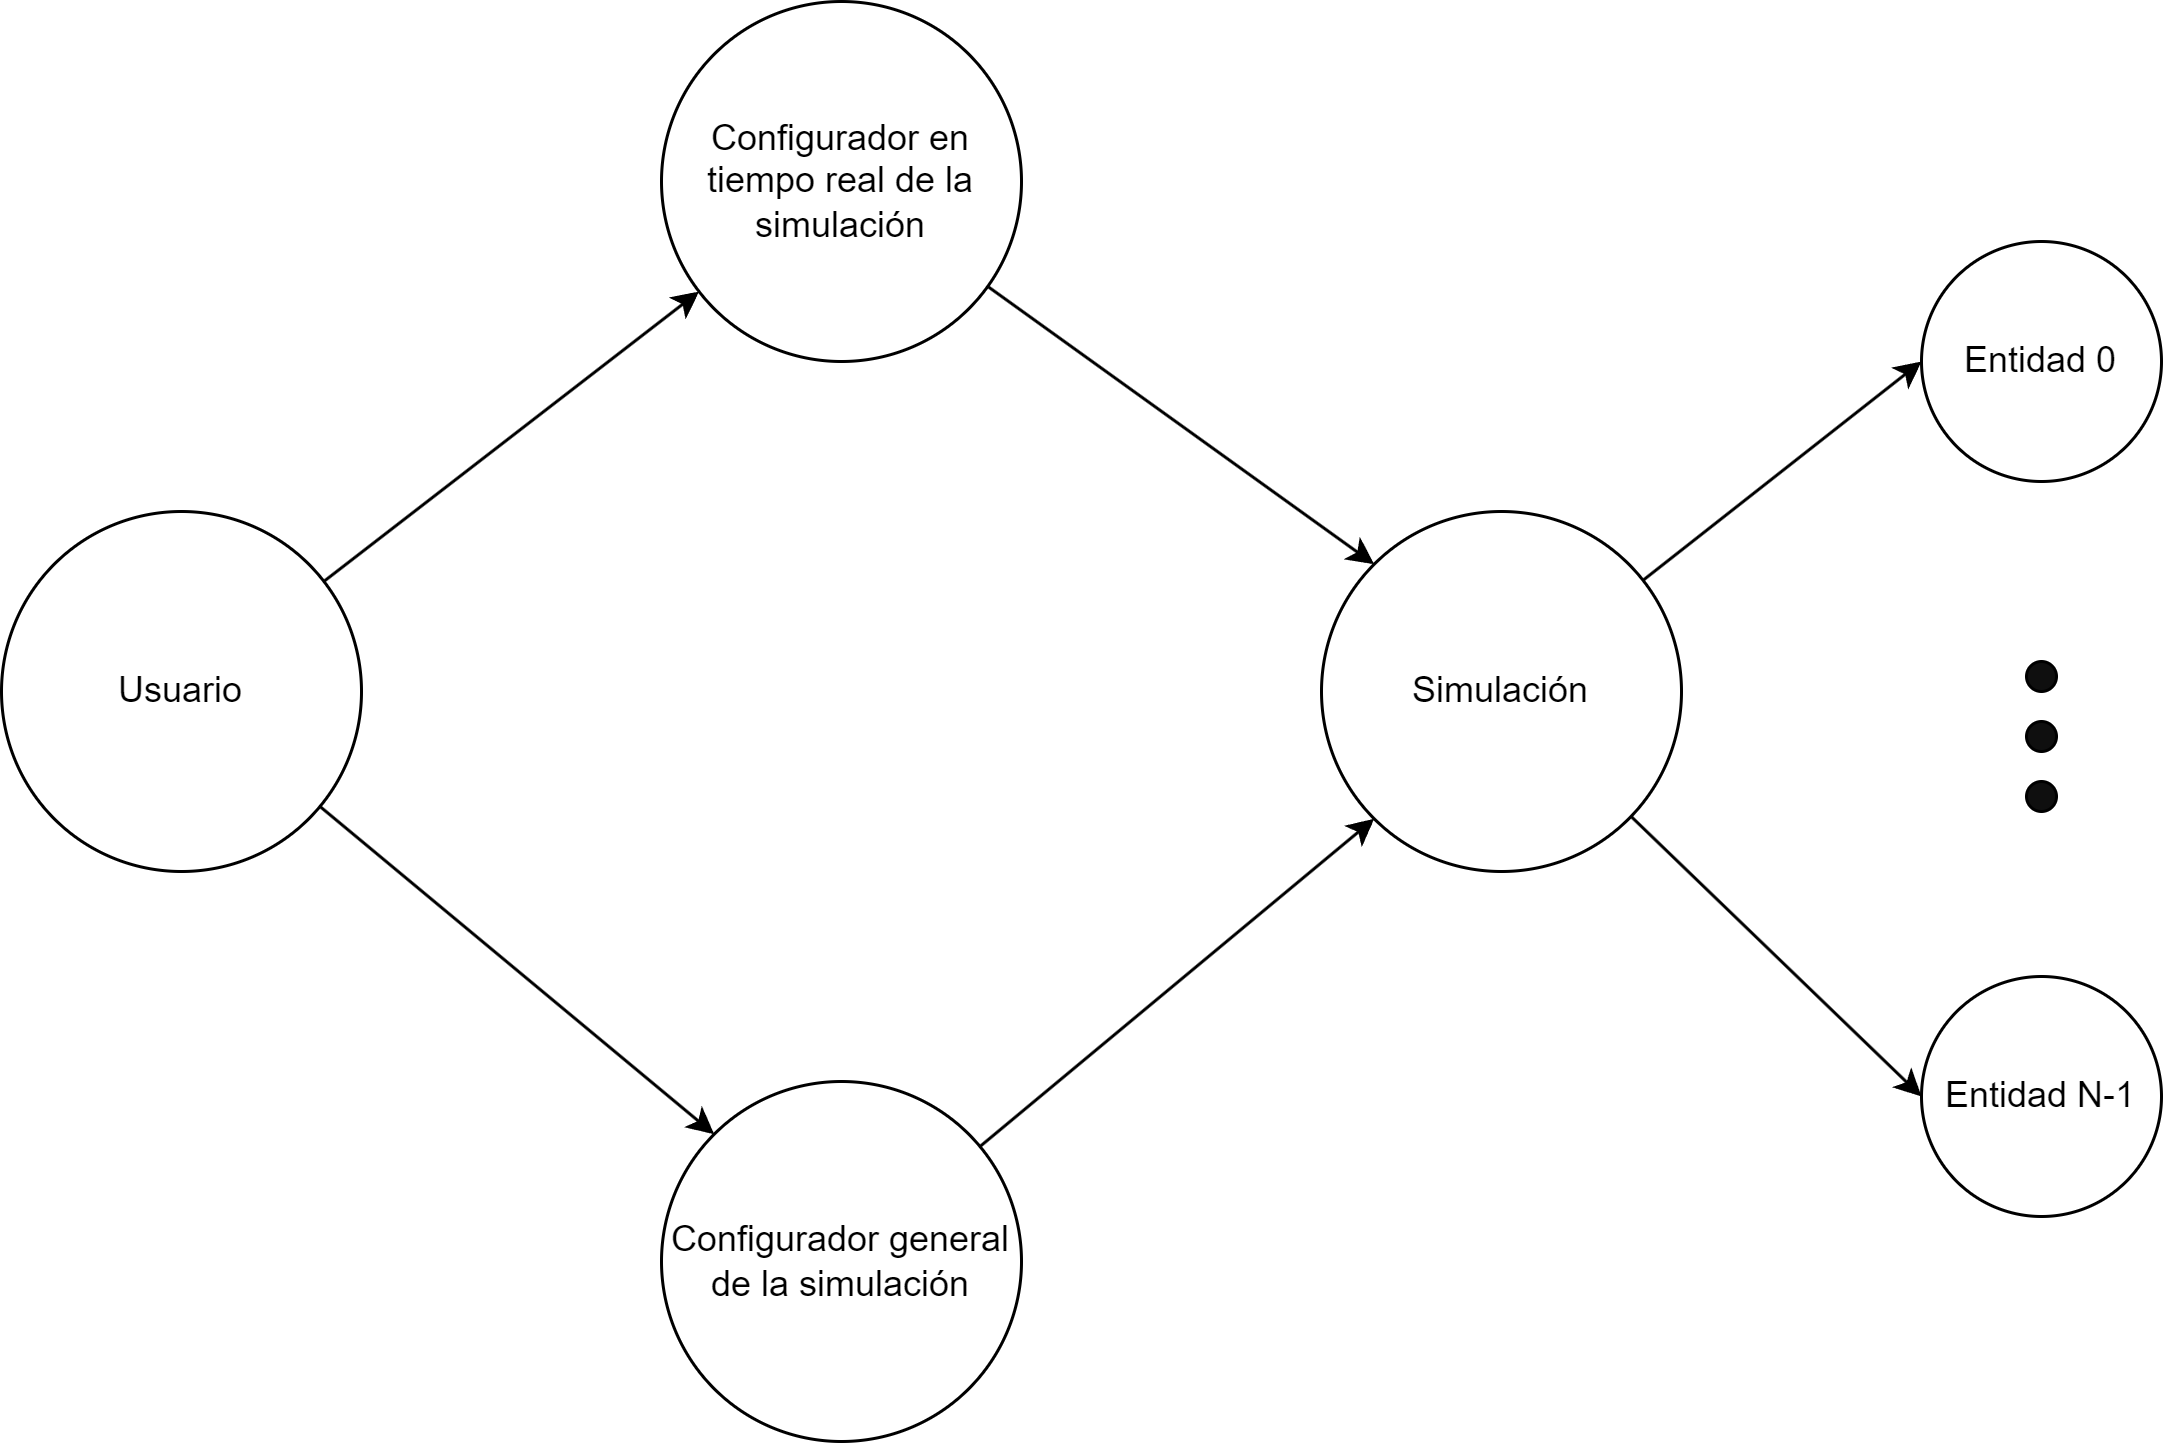 Configurador en
tiempo real de la
simulación
Entidad 0
Usuario
Simulación
Entidad N-1
Configurador general
de la simulación